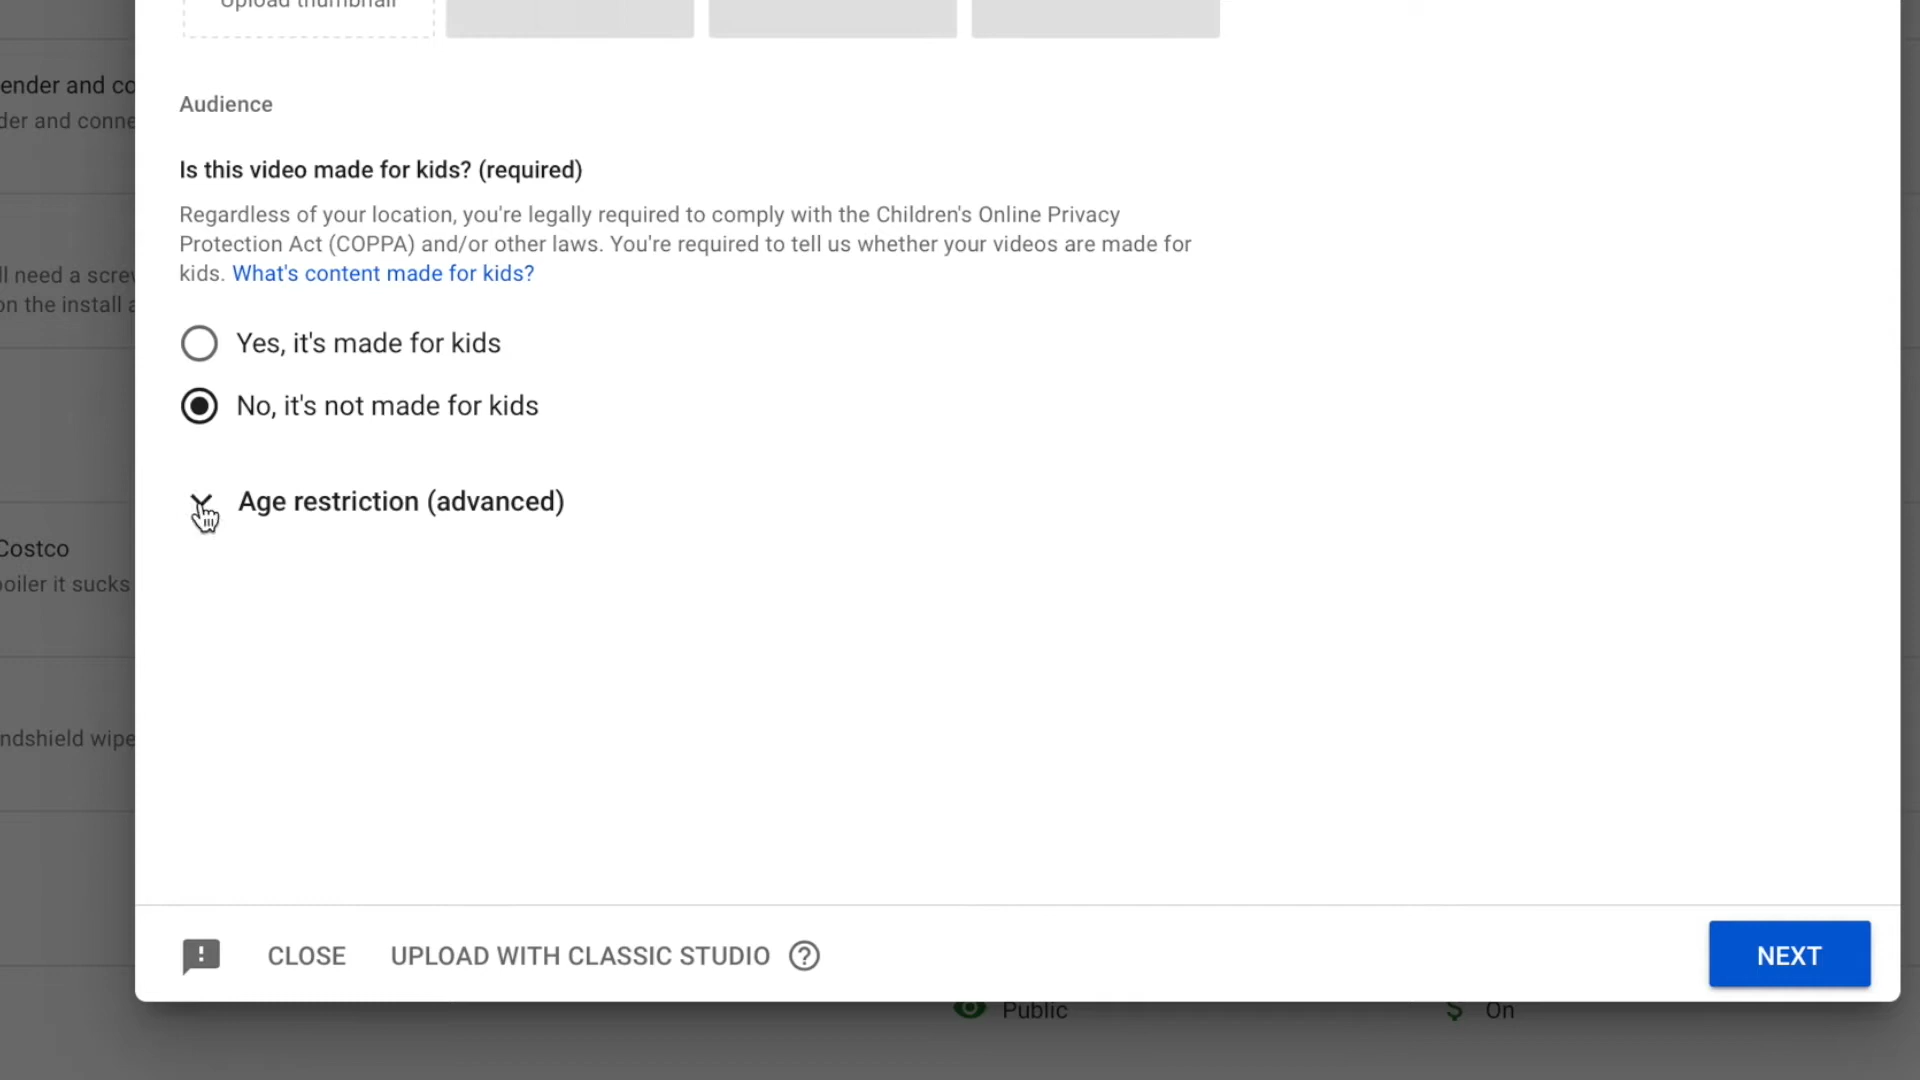 Upload thumbnail
ender and co
der and conne
Audience
Is this video made for kids? (required)
Regardless of your location, you're legally required to comply with the Children's Online Privacy
Protection Act (COPPA) and/or other laws. You're required to tell us whether your videos are made for
kids. What's content made for kids?
ll need a screw
on the install a
Yes, it's made for kids
No, it's not made for kids
Age restriction (advanced)
Costco
poiler it sucks
ndshield wipe
CLOSE
UPLOAD WITH CLASSIC STUDIO
NEXT
Public
On